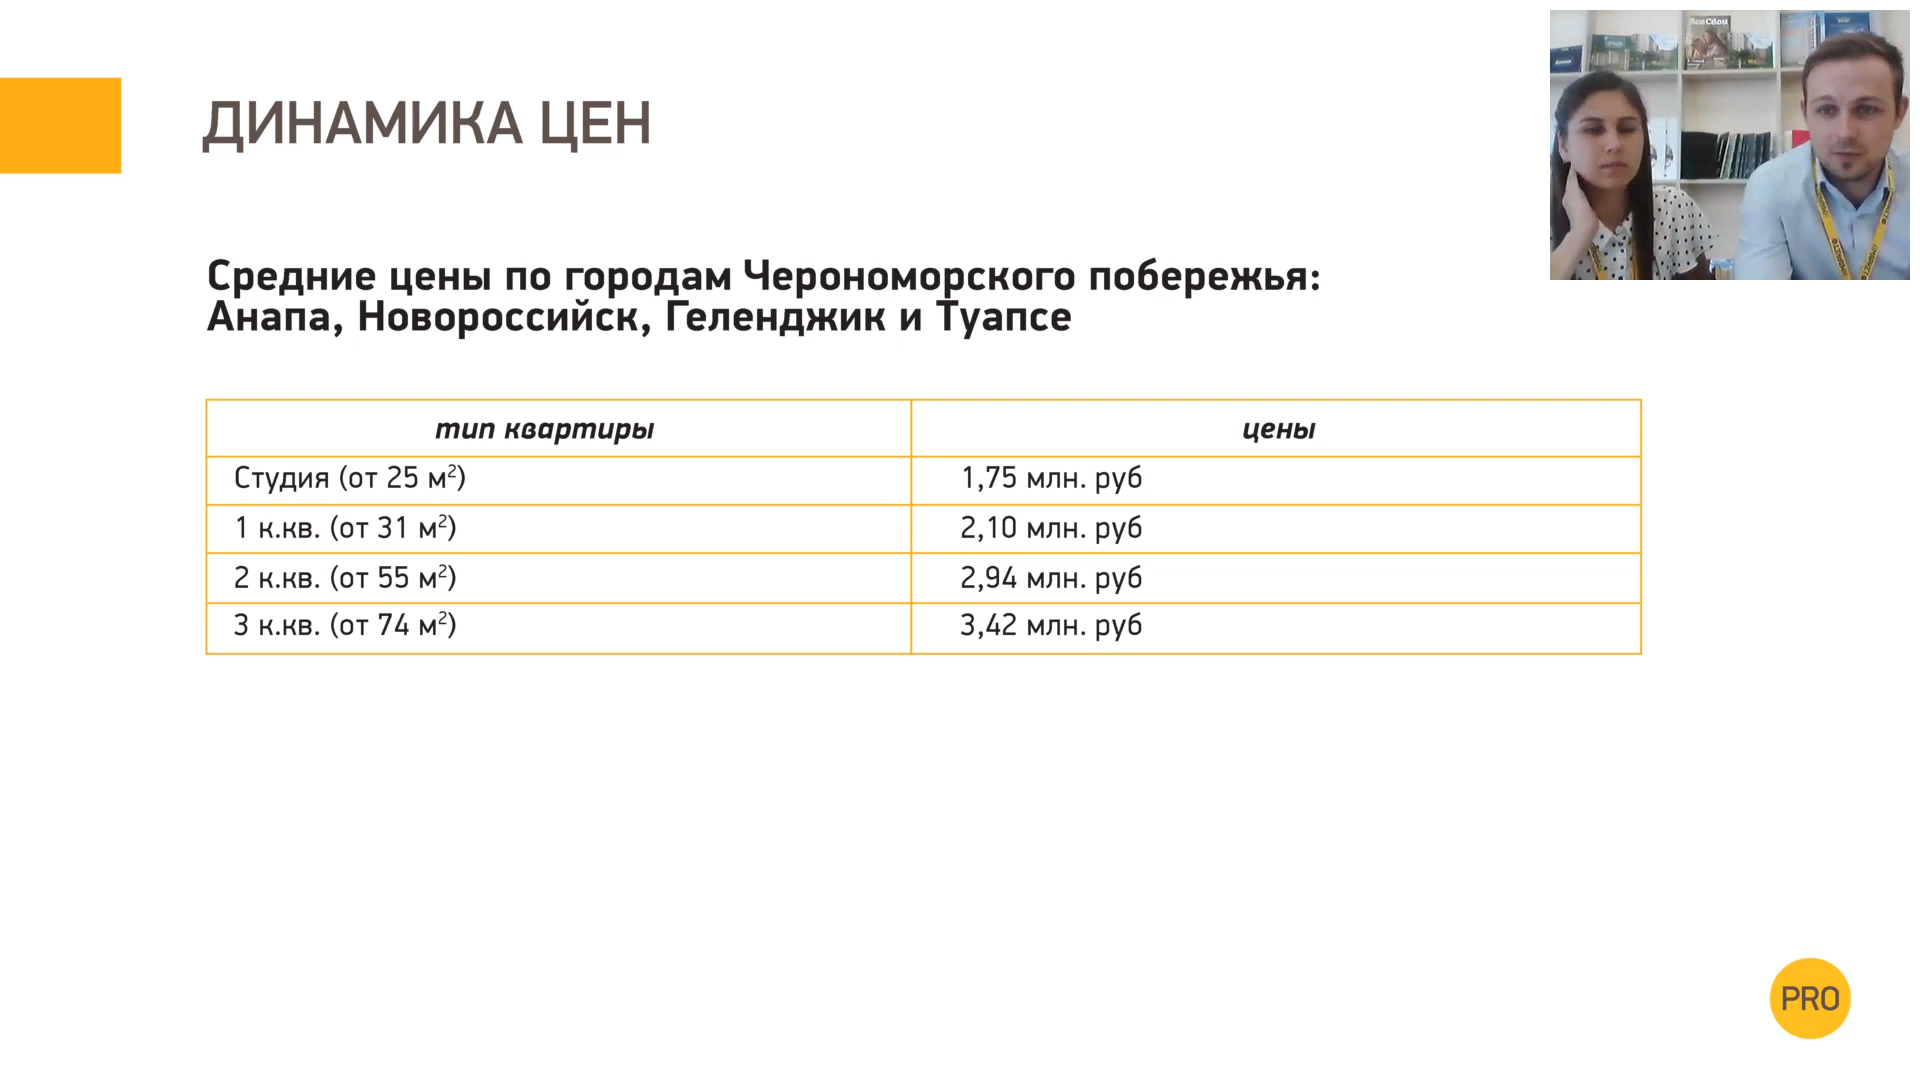 ДИНАМИКА ЦЕН
Средние цены по городам Черономорского побережья:
Анапа, Новороссийск, Геленджик и Туапсе
тип квартиры цены
Студия (от 25 м²) 1,75 млн. руб
1 к.кв. (от 31 м²) 2,10 млн. руб
2 к.кв. (от 55 м²) 2,94 млн. руб
3 к.кв. (от 74 м²) 3,42 млн. руб
PRO